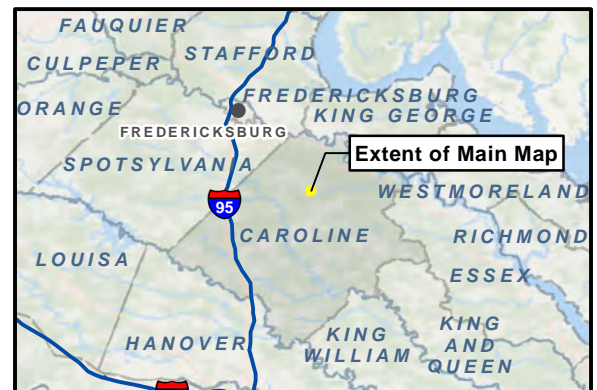 FAUQUIER
STAFFORD
CULPEPER
ORANGE
FREDERICKSBURG
KING GEORGE
FREDERICKSBURG
Extent of Main Map
SPOTSYLVANIA
WESTMORELAND
95
CAROLINE
RICHMOND
LOUISA
ESSEX
HANOVER
KING
WILLIAM
KING
AND
QUEEN